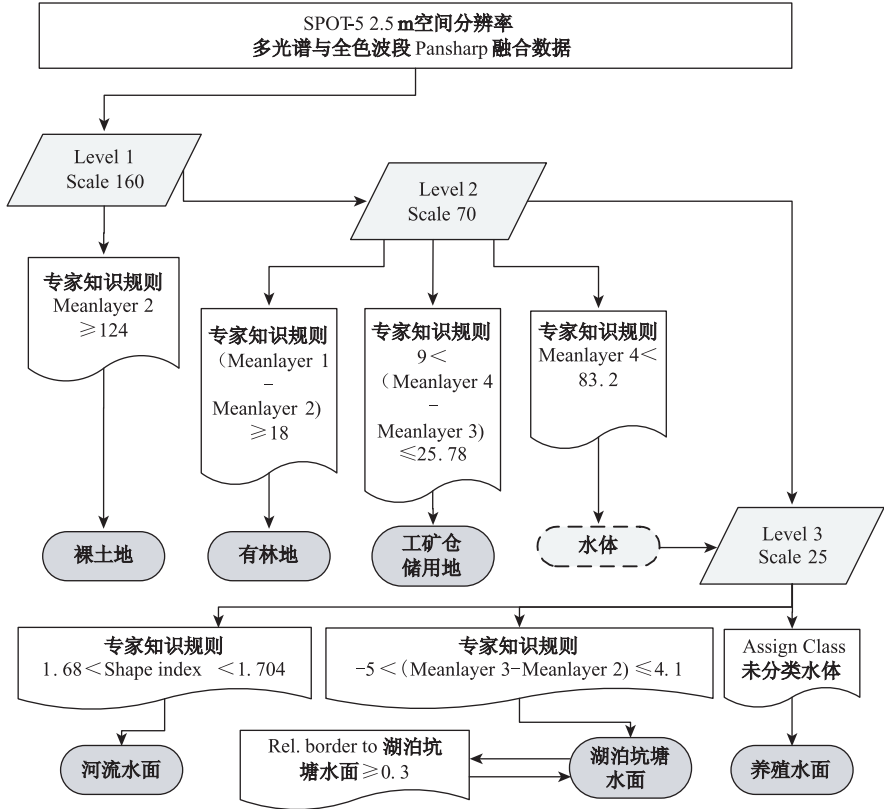 SPOT-5 2.5 m空间分辨率
多光谱与全色波段 Pansharp 融合数据
Level 1
Scale 160
Level 2
Scale 70
专家知识规则
Meanlayer 2
≥124
专家知识规则
（Meanlayer 1
−
Meanlayer 2)
≥18
专家知识规则
9<
（Meanlayer 4
−
Meanlayer 3)
≤25.78
专家知识规则
Meanlayer 4<
83.2
裸土地
有林地
工矿仓
储用地
水体
Level 3
Scale 25
专家知识规则
1.68<Shape index <1.704
专家知识规则
−5<(Meanlayer 3−Meanlayer 2) ≤4.1
Assign Class
未分类水体
河流水面
Rel. border to 湖泊坑
塘水面≥0.3
湖泊坑塘
水面
养殖水面